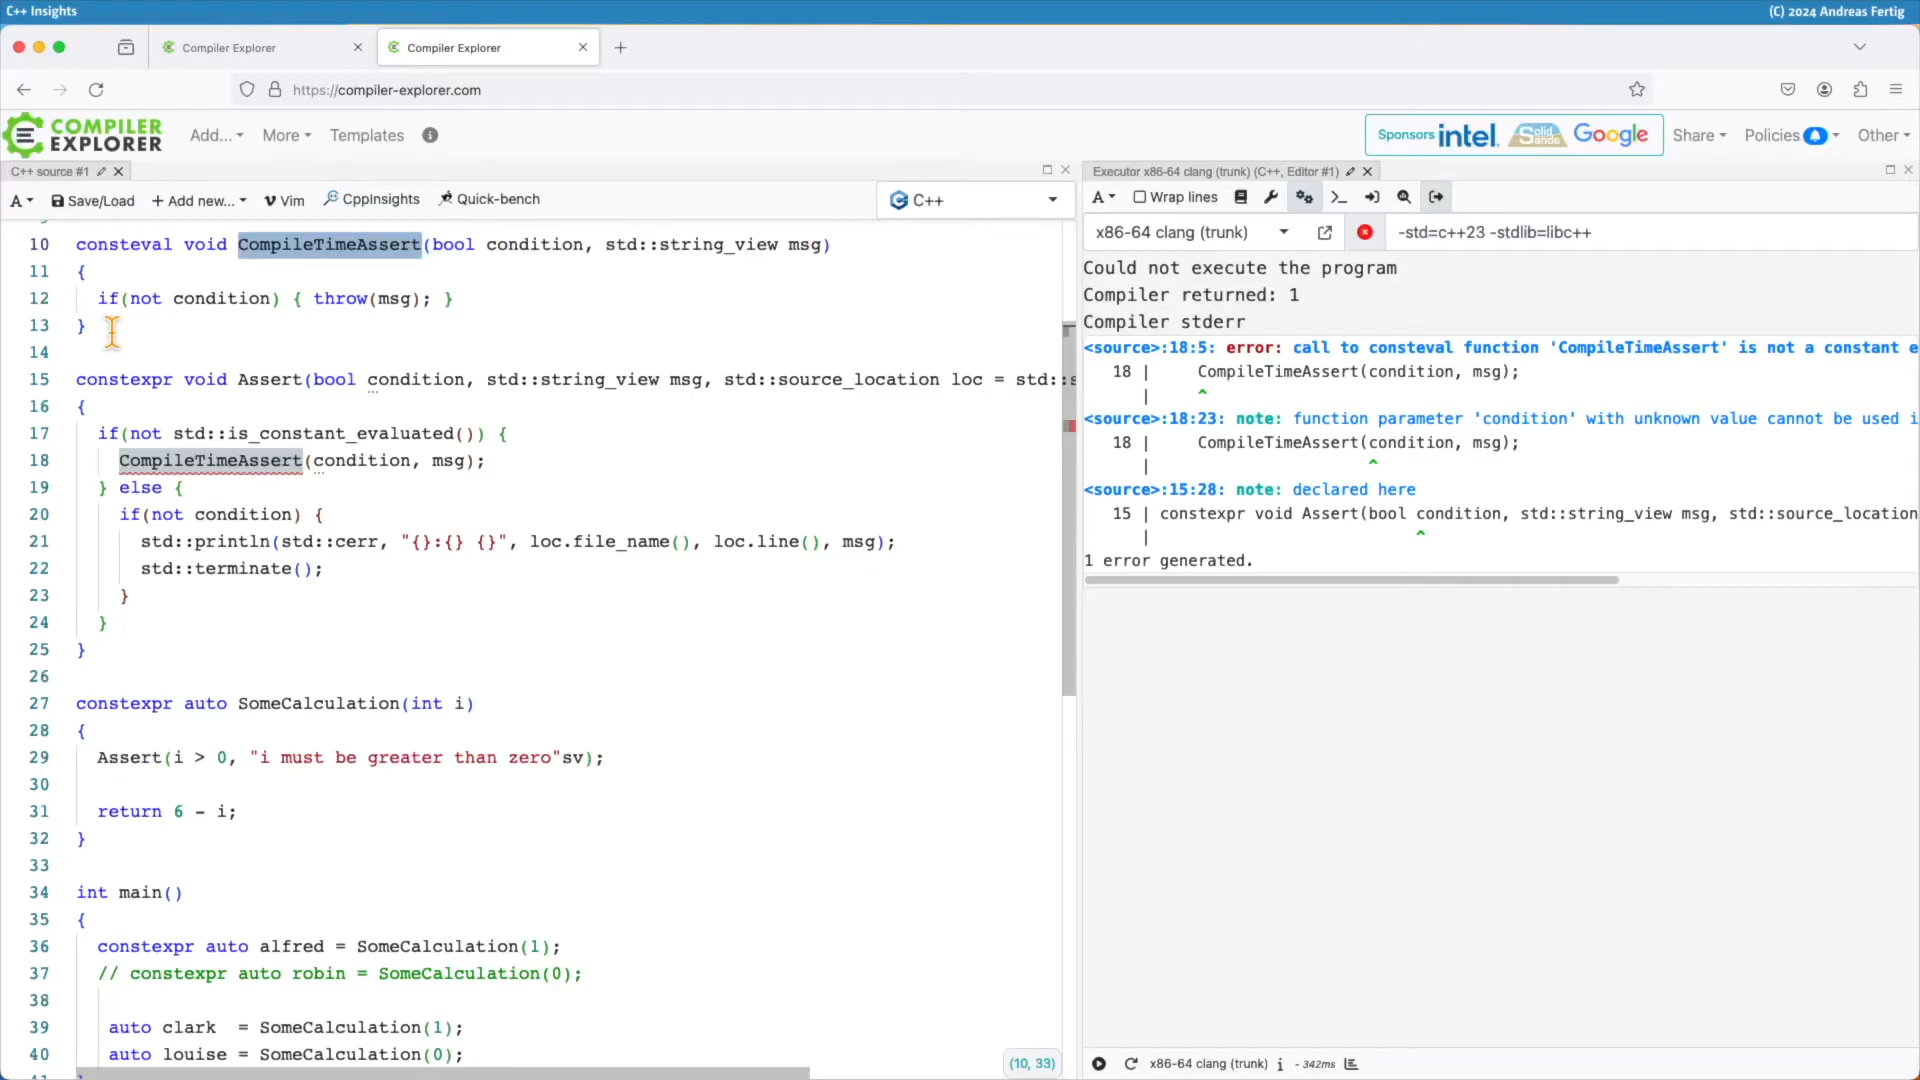 C++ Insights
(C) 2024 Andreas Fertig
Compiler Explorer
Compiler Explorer
https://compiler-explorer.com
COMPILER
EXPLORER
Add...
More
Templates
Sponsors intel. Solid Sands Google
Share
Policies
Other
C++ source #1
A
Save/Load
+ Add new...
Vim
CppInsights
Quick-bench
C++
10 consteval void CompileTimeAssert(bool condition, std::string_view msg)
11 {
12 if(not condition) { throw(msg); }
13 }
14
15 constexpr void Assert(bool condition, std::string_view msg, std::source_location loc = std::s
16 {
17 if(not std::is_constant_evaluated()) {
18 CompileTimeAssert(condition, msg);
19 } else {
20 if(not condition) {
21 std::println(std::cerr, "{}:{} {}", loc.file_name(), loc.line(), msg);
22 std::terminate();
23 }
24 }
25 }
26
27 constexpr auto SomeCalculation(int i)
28 {
29 Assert(i > 0, "i must be greater than zero"sv);
30
31 return 6 - i;
32 }
33
34 int main()
35 {
36 constexpr auto alfred = SomeCalculation(1);
37 // constexpr auto robin = SomeCalculation(0);
38
39 auto clark  = SomeCalculation(1);
40 auto louise = SomeCalculation(0);
(10, 33)
Executor x86-64 clang (trunk) (C++, Editor #1)
A
Wrap lines
x86-64 clang (trunk)
-std=c++23 -stdlib=libc++
Could not execute the program
Compiler returned: 1
Compiler stderr
<source>:18:5: error: call to consteval function 'CompileTimeAssert' is not a constant e
18 | CompileTimeAssert(condition, msg);
| ^
<source>:18:23: note: function parameter 'condition' with unknown value cannot be used i
18 | CompileTimeAssert(condition, msg);
| ^
<source>:15:28: note: declared here
15 | constexpr void Assert(bool condition, std::string_view msg, std::source_location
| ^
1 error generated.
x86-64 clang (trunk)
i
- 342ms